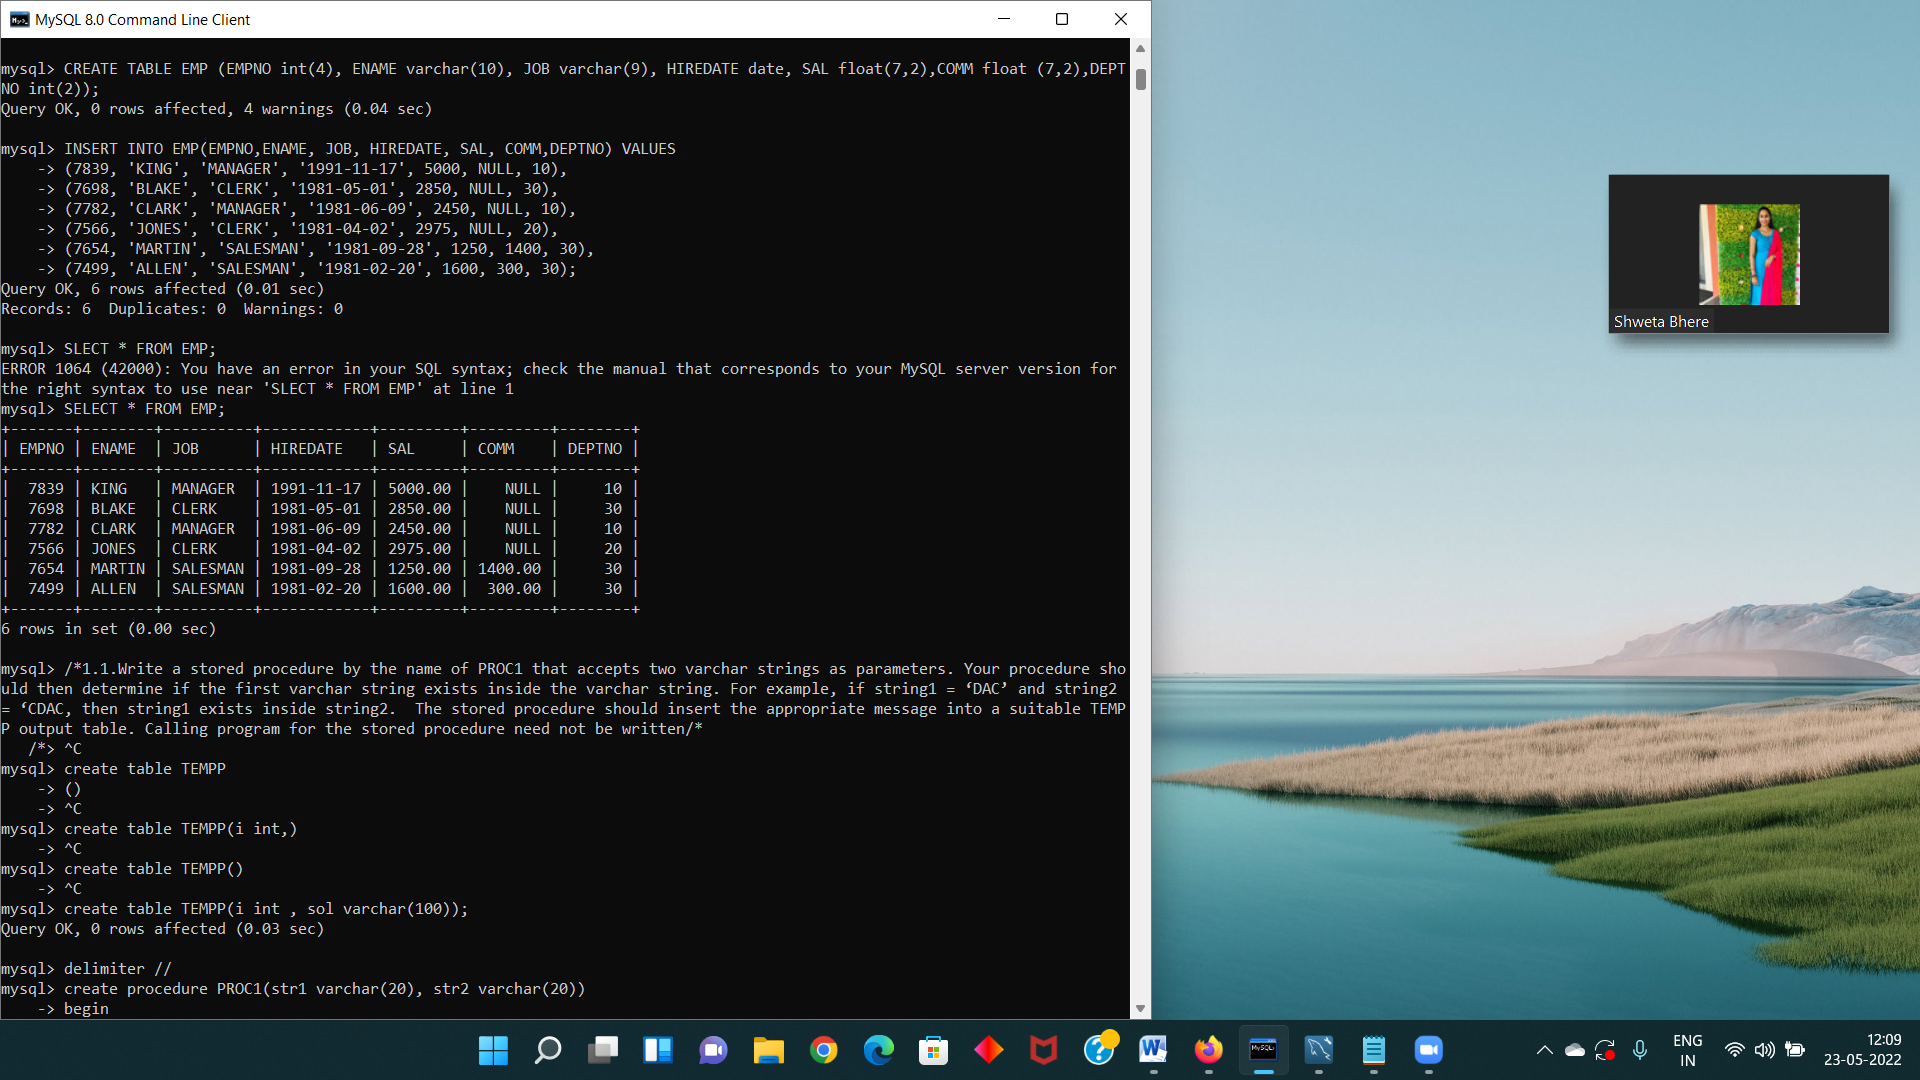 MySQL 8.0 Command Line Client
mysql> CREATE TABLE EMP (EMPNO int(4), ENAME varchar(10), JOB varchar(9), HIREDATE date, SAL float(7,2),COMM float (7,2),DEPT
NO int(2));
Query OK, 0 rows affected, 4 warnings (0.04 sec)
mysql> INSERT INTO EMP(EMPNO,ENAME, JOB, HIREDATE, SAL, COMM,DEPTNO) VALUES
    -> (7839, 'KING', 'MANAGER', '1991-11-17', 5000, NULL, 10),
    -> (7698, 'BLAKE', 'CLERK', '1981-05-01', 2850, NULL, 30),
    -> (7782, 'CLARK', 'MANAGER', '1981-06-09', 2450, NULL, 10),
    -> (7566, 'JONES', 'CLERK', '1981-04-02', 2975, NULL, 20),
    -> (7654, 'MARTIN', 'SALESMAN', '1981-09-28', 1250, 1400, 30),
    -> (7499, 'ALLEN', 'SALESMAN', '1981-02-20', 1600, 300, 30);
Query OK, 6 rows affected (0.01 sec)
Records: 6  Duplicates: 0  Warnings: 0
mysql> SLECT * FROM EMP;
ERROR 1064 (42000): You have an error in your SQL syntax; check the manual that corresponds to your MySQL server version for
the right syntax to use near 'SLECT * FROM EMP' at line 1
mysql> SELECT * FROM EMP;
+-------+--------+----------+------------+---------+---------+--------+
| EMPNO | ENAME  | JOB      | HIREDATE   | SAL     | COMM    | DEPTNO |
+-------+--------+----------+------------+---------+---------+--------+
|  7839 | KING   | MANAGER  | 1991-11-17 | 5000.00 |    NULL |     10 |
|  7698 | BLAKE  | CLERK    | 1981-05-01 | 2850.00 |    NULL |     30 |
|  7782 | CLARK  | MANAGER  | 1981-06-09 | 2450.00 |    NULL |     10 |
|  7566 | JONES  | CLERK    | 1981-04-02 | 2975.00 |    NULL |     20 |
|  7654 | MARTIN | SALESMAN | 1981-09-28 | 1250.00 | 1400.00 |     30 |
|  7499 | ALLEN  | SALESMAN | 1981-02-20 | 1600.00 |  300.00 |     30 |
+-------+--------+----------+------------+---------+---------+--------+
6 rows in set (0.00 sec)
mysql> /*1.1.Write a stored procedure by the name of PROC1 that accepts two varchar strings as parameters. Your procedure sho
uld then determine if the first varchar string exists inside the varchar string. For example, if string1 = ‘DAC’ and string2
= ‘CDAC, then string1 exists inside string2.  The stored procedure should insert the appropriate message into a suitable TEMP
P output table. Calling program for the stored procedure need not be written/*
   /*> ^C
mysql> create table TEMPP
    -> ()
    -> ^C
mysql> create table TEMPP(i int,)
    -> ^C
mysql> create table TEMPP()
    -> ^C
mysql> create table TEMPP(i int , sol varchar(100));
Query OK, 0 rows affected (0.03 sec)
mysql> delimiter //
mysql> create procedure PROC1(str1 varchar(20), str2 varchar(20))
    -> begin
Shweta Bhere
ENG
IN
12:09
23-05-2022